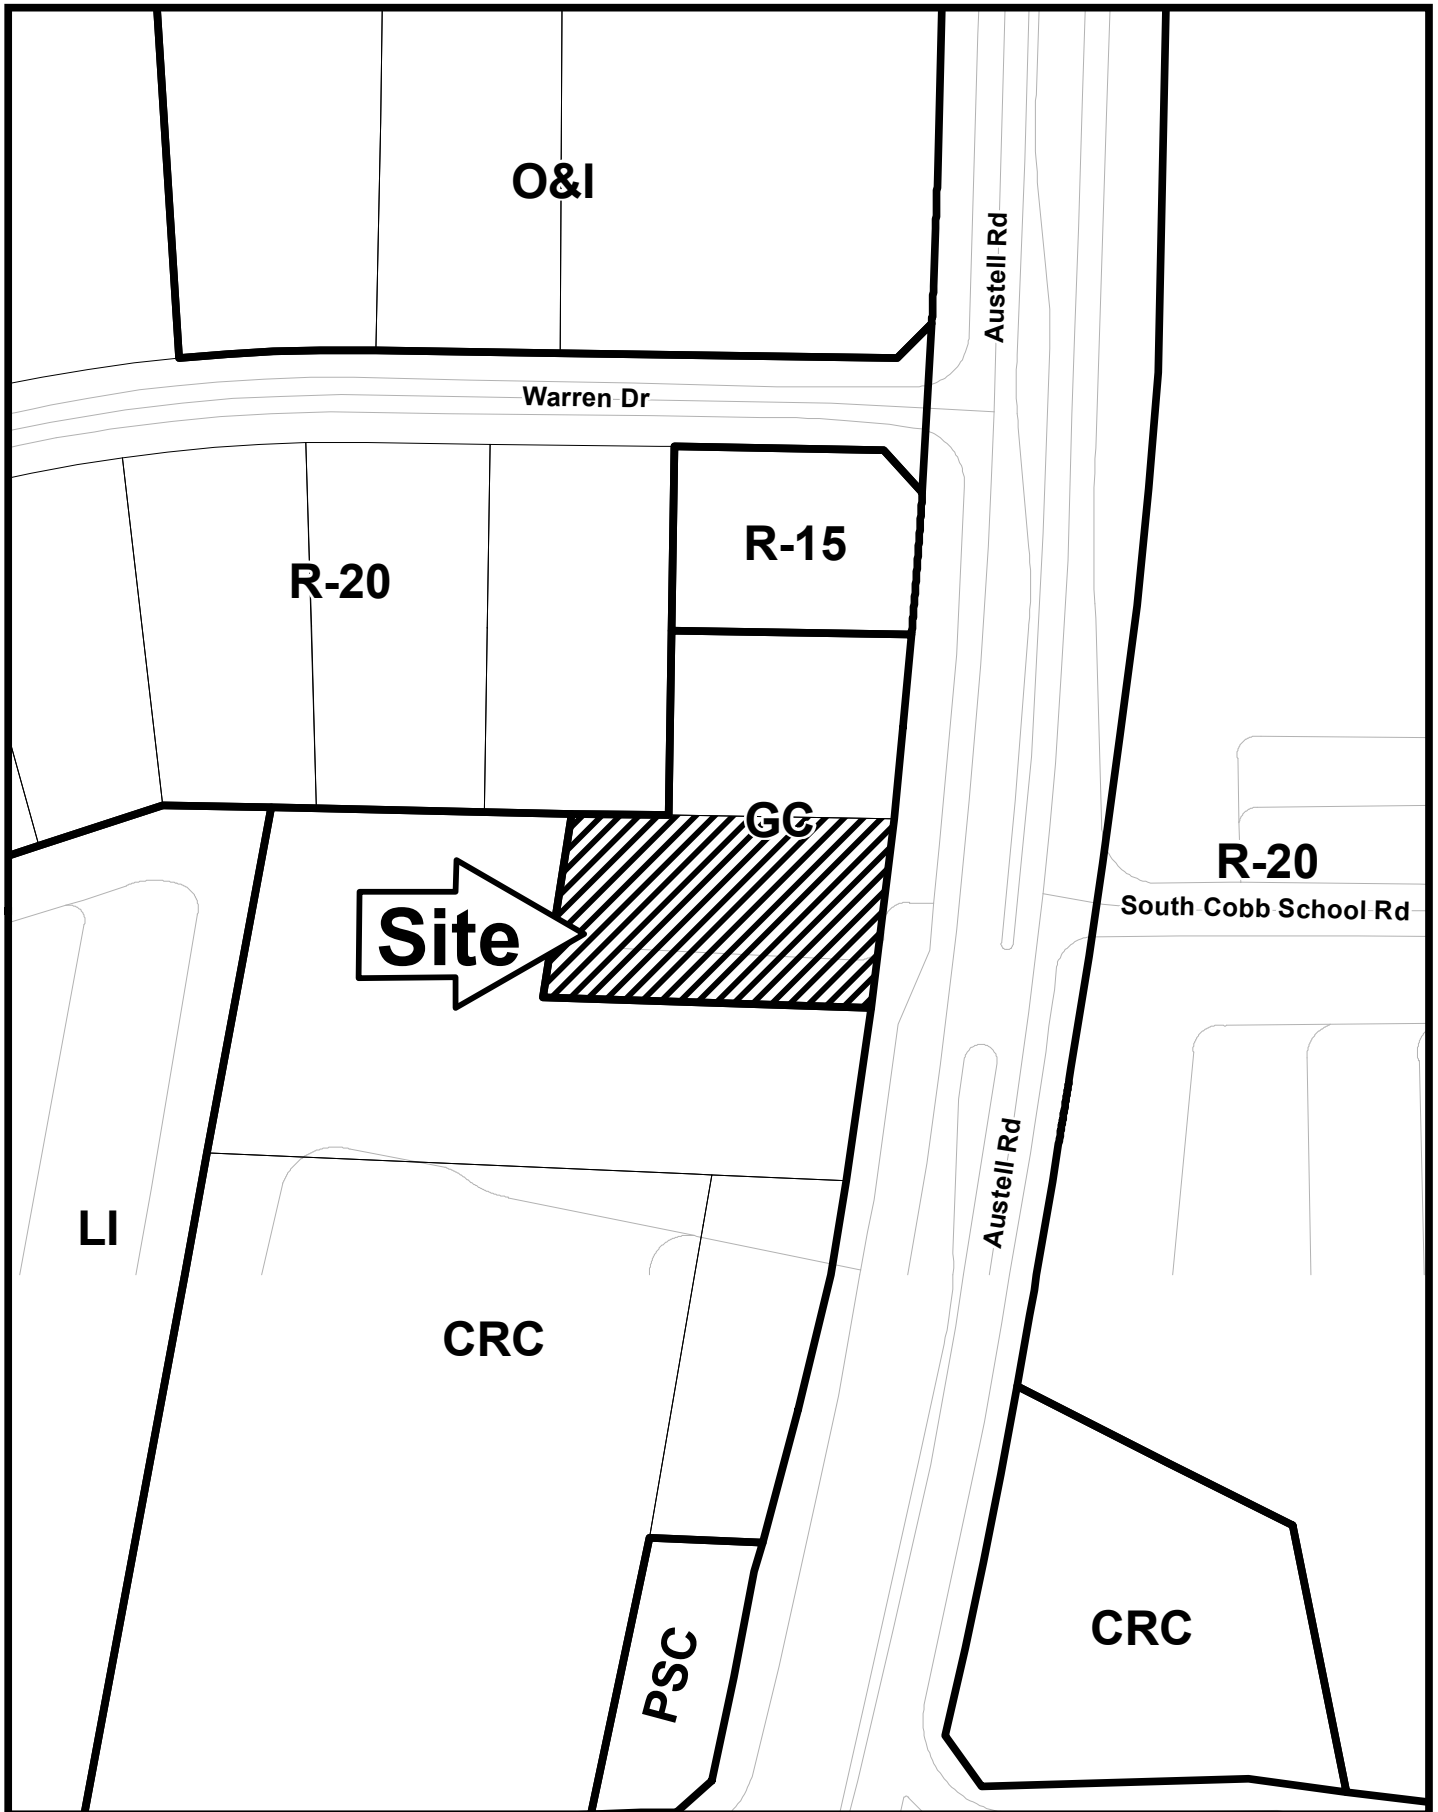 O&I
Austell Rd
Warren Dr
R-15
R-20
GC
R-20
South Cobb School Rd
Site
Austell Rd
LI
CRC
CRC
PSC